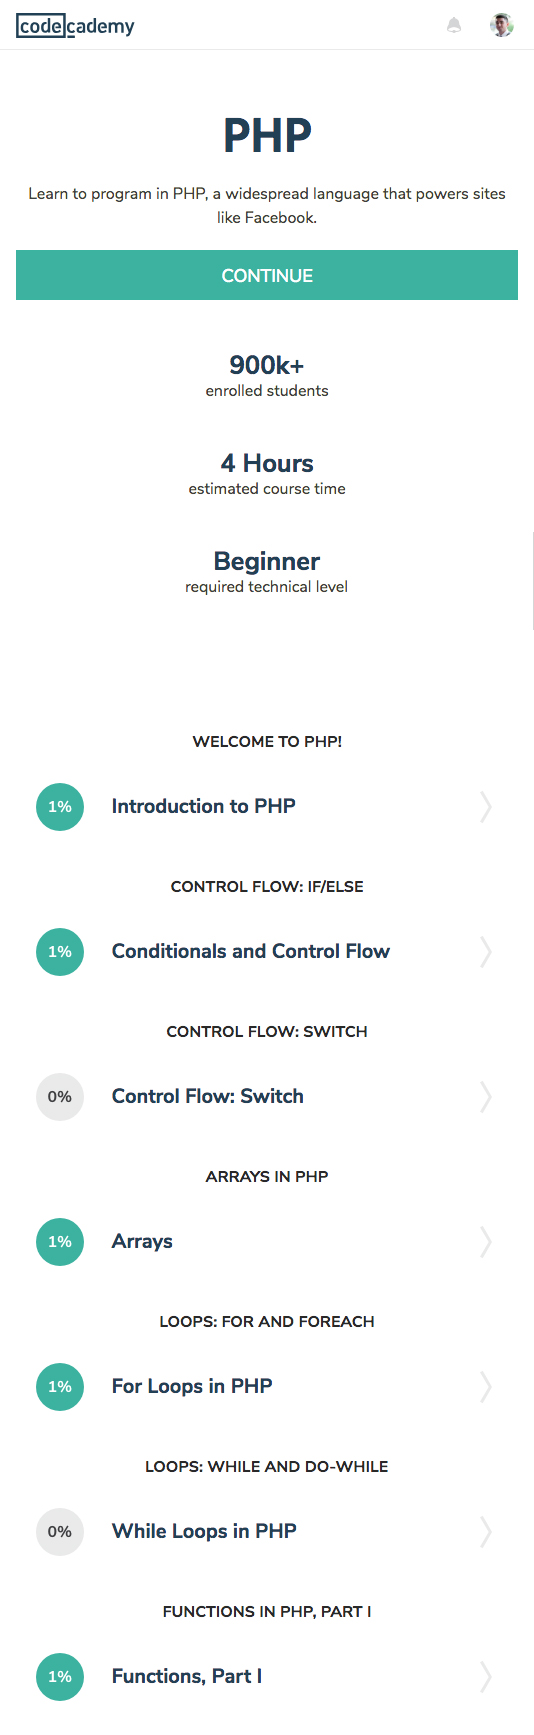 codecademy
PHP
Learn to program in PHP, a widespread language that powers sites
like Facebook.
CONTINUE
900k+
enrolled students
4 Hours
estimated course time
Beginner
required technical level
WELCOME TO PHP!
1% Introduction to PHP
CONTROL FLOW: IF/ELSE
1% Conditionals and Control Flow
CONTROL FLOW: SWITCH
0% Control Flow: Switch
ARRAYS IN PHP
1% Arrays
LOOPS: FOR AND FOREACH
1% For Loops in PHP
LOOPS: WHILE AND DO-WHILE
0% While Loops in PHP
FUNCTIONS IN PHP, PART I
1% Functions, Part I